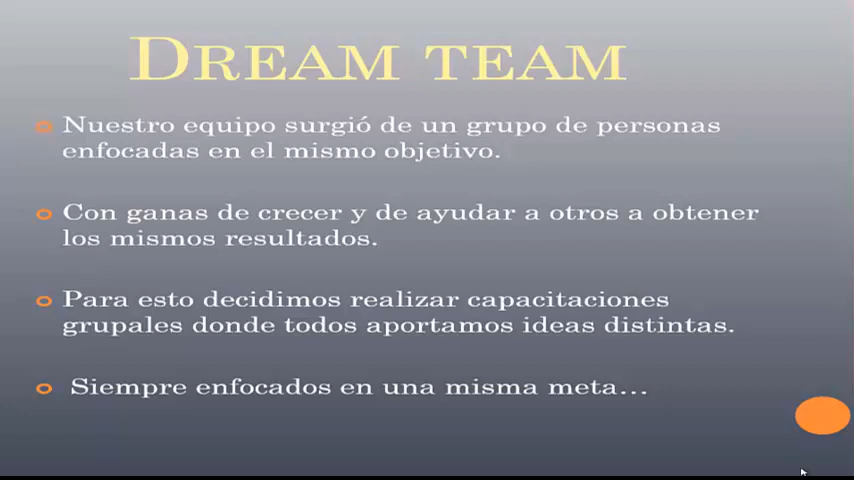 DREAM TEAM
Nuestro equipo surgió de un grupo de personas
enfocadas en el mismo objetivo.
Con ganas de crecer y de ayudar a otros a obtener
los mismos resultados.
Para esto decidimos realizar capacitaciones
grupales donde todos aportamos ideas distintas.
Siempre enfocados en una misma meta…